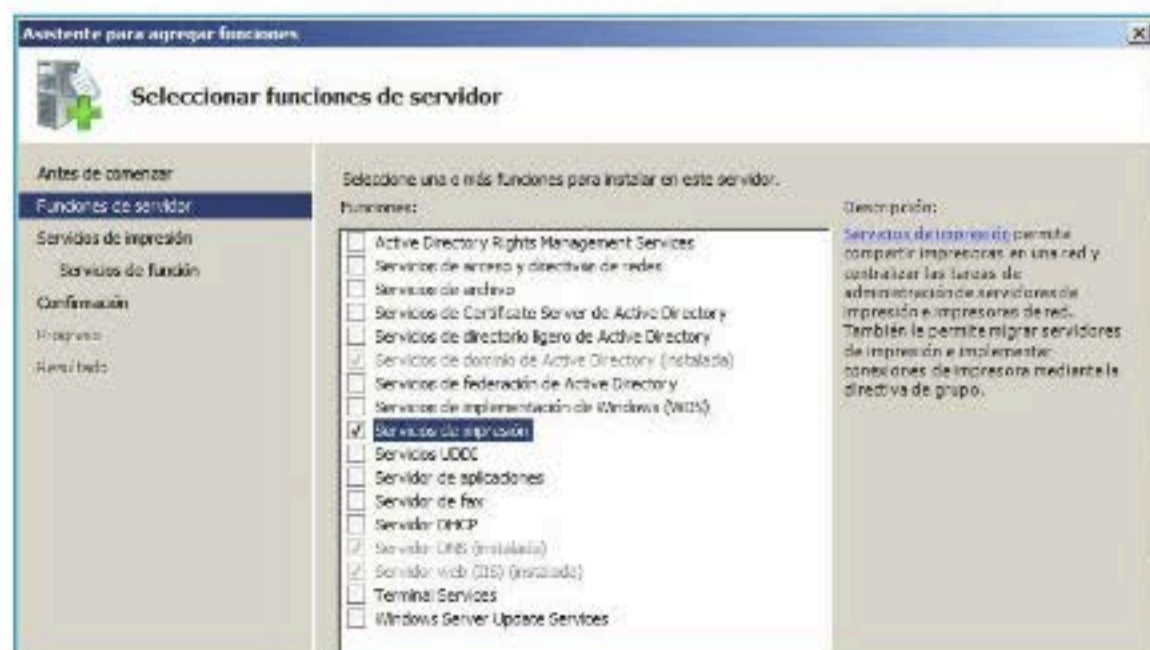 Asistente para agregar funciones
Seleccionar funciones de servidor
Antes de comenzar
Funciones de servidor
Servicios de impresión
Servicios de función
Confirmación
Progreso
Resultado
Seleccione una o más funciones para instalar en este servidor.
Funciones:
Active Directory Rights Management Services
Servicios de acceso y directivas de redes
Servicios de archivo
Servicios de Certificate Server de Active Directory
Servicios de directorio ligero de Active Directory
Servicios de dominio de Active Directory (instalada)
Servicios de federación de Active Directory
Servicios de implementación de Windows (WDS)
Servicios de impresión
Servicios UDDI
Servidor de aplicaciones
Servidor de fax
Servidor DHCP
Servidor DNS (instalada)
Servidor web (IIS) (instalada)
Terminal Services
Windows Server Update Services
Descripción:
Servicios de impresión permite
compartir impresoras en una red y
centralizar las tareas de
administración de servidores de
impresión e impresoras de red.
También le permite migrar servidores
de impresión e implementar
conexiones de impresora mediante la
directiva de grupo.